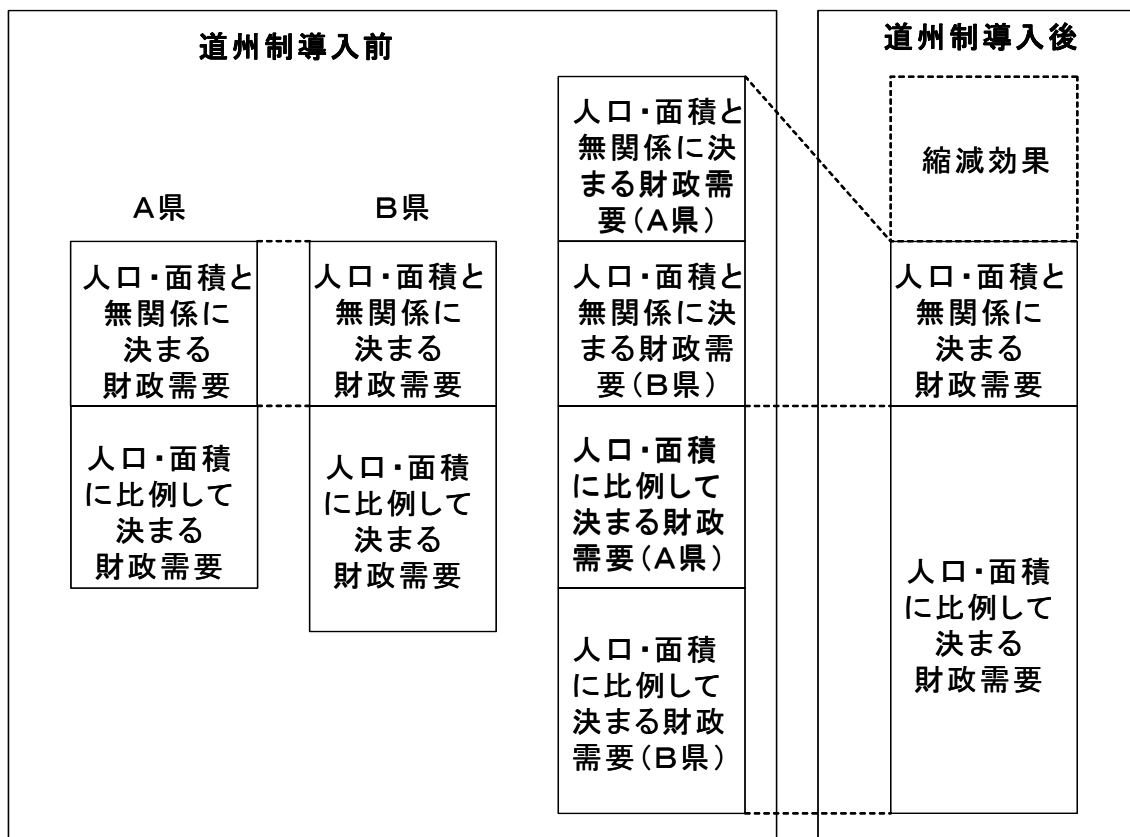 道州制導入前
A県
人口・面積と
無関係に
決まる
財政需要
人口・面積
に比例して
決まる
財政需要
B県
人口・面積と
無関係に
決まる
財政需要
人口・面積
に比例して
決まる
財政需要
人口・面積と
無関係に決
まる財政需
要(A県)
人口・面積と
無関係に決
まる財政需
要(B県)
人口・面積
に比例して
決まる財政
需要(A県)
人口・面積
に比例して
決まる財政
需要(B県)
道州制導入後
縮減効果
人口・面積と
無関係に
決まる
財政需要
人口・面積
に比例して
決まる
財政需要